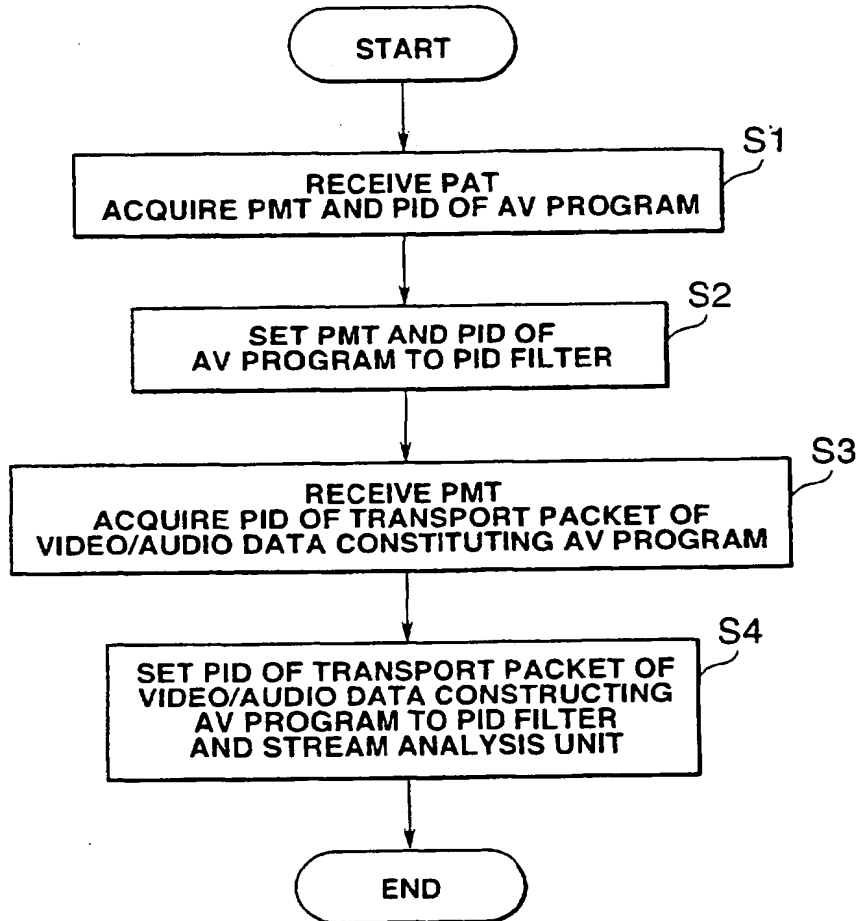 START
S1
RECEIVE PAT
ACQUIRE PMT AND PID OF AV PROGRAM
S2
SET PMT AND PID OF
AV PROGRAM TO PID FILTER
S3
RECEIVE PMT
ACQUIRE PID OF TRANSPORT PACKET OF
VIDEO/AUDIO DATA CONSTITUTING AV PROGRAM
S4
SET PID OF TRANSPORT PACKET OF
VIDEO/AUDIO DATA CONSTRUCTING
AV PROGRAM TO PID FILTER
AND STREAM ANALYSIS UNIT
END